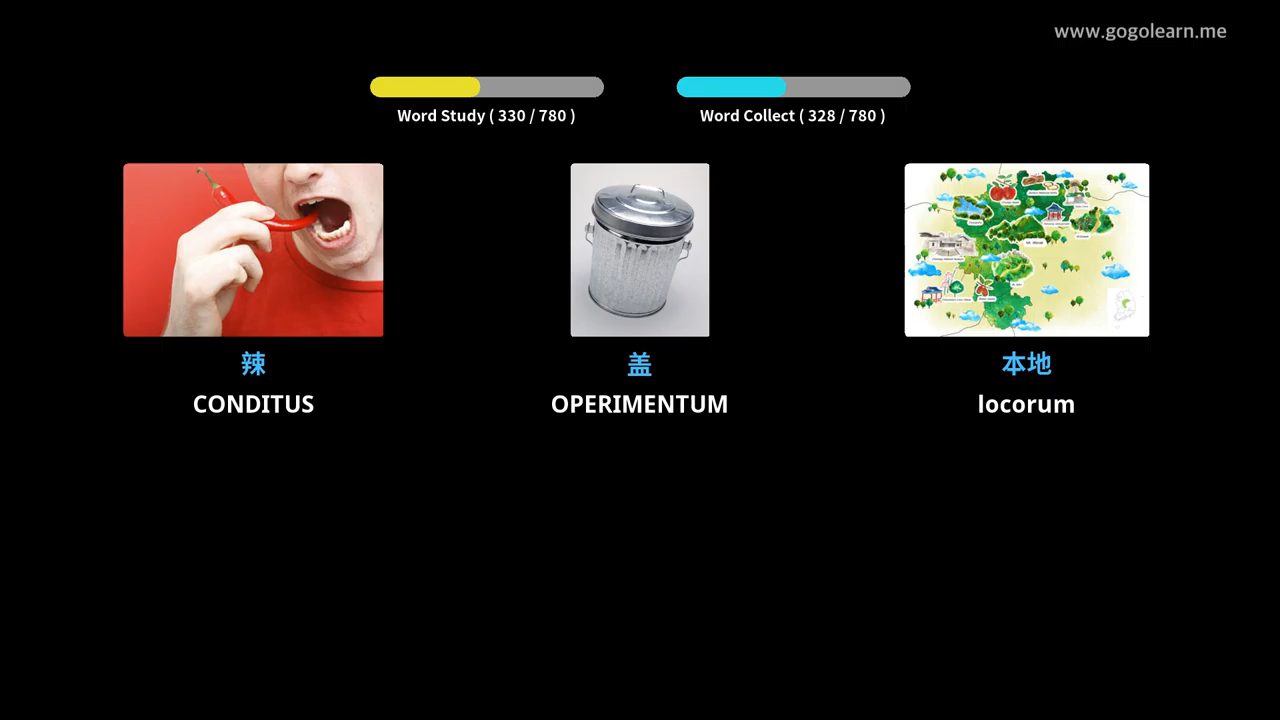 www.gogolearn.me
Word Study ( 330 / 780 )
Word Collect ( 328 / 780 )
辣
盖
本地
CONDITUS
OPERIMENTUM
locorum